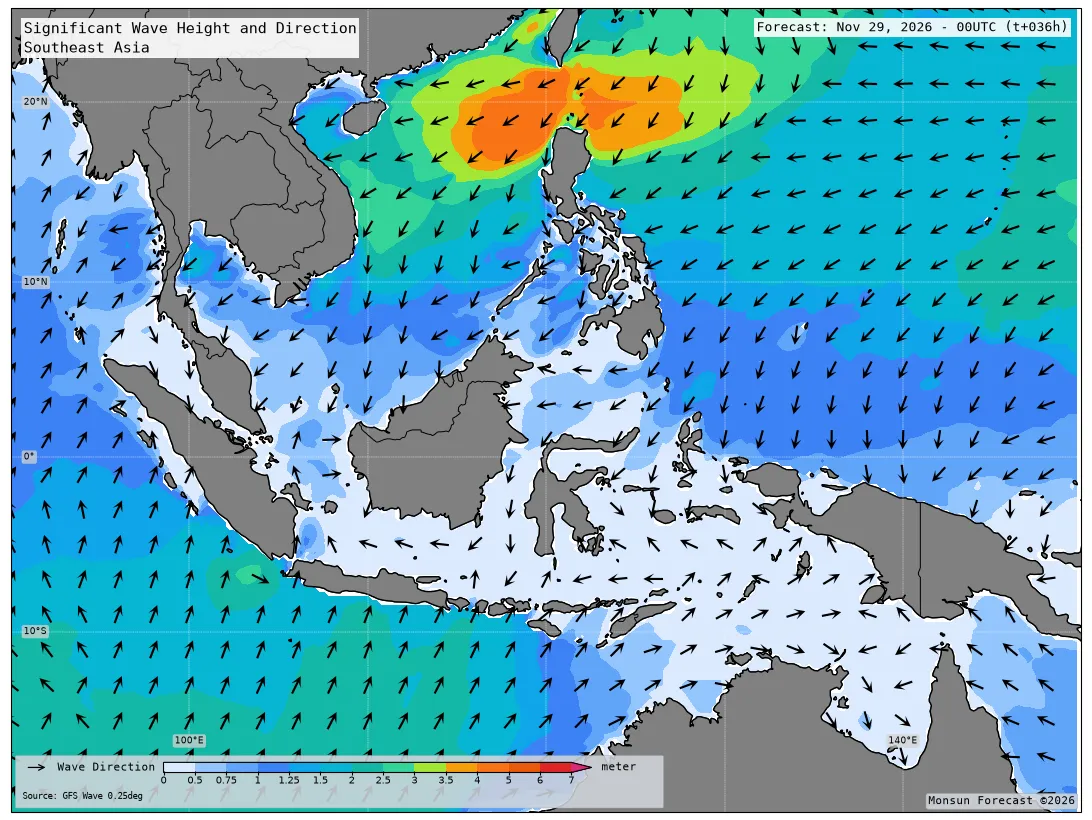 Significant Wave Height and Direction
Southeast Asia
Forecast: Nov 29, 2026 - 00UTC (t+036h)
20°N
10°N
0°
10°S
100°E
140°E
Wave Direction
meter
0 0.5 0.75 1 1.25 1.5 2 2.5 3 3.5 4 5 6 7
Source: GFS Wave 0.25deg
Monsun Forecast ©2026